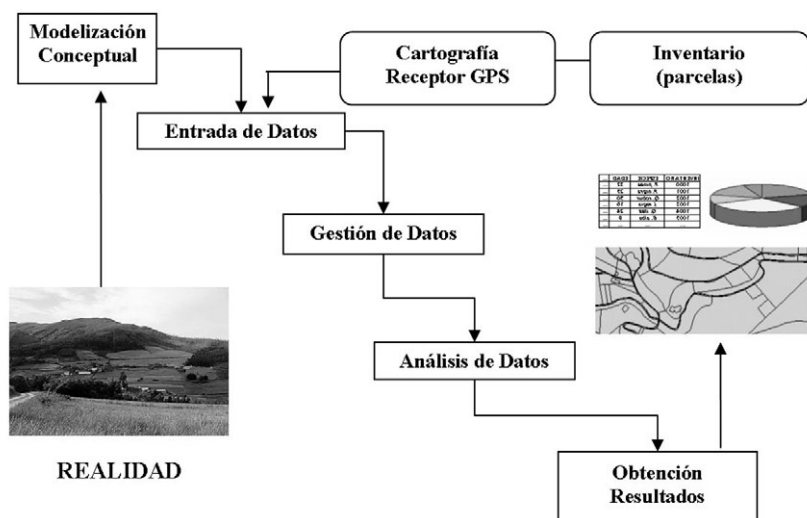 Modelización
Conceptual
Cartografía
Receptor GPS
Inventario
(parcelas)
Entrada de Datos
Gestión de Datos
Análisis de Datos
REALIDAD
Obtención
Resultados